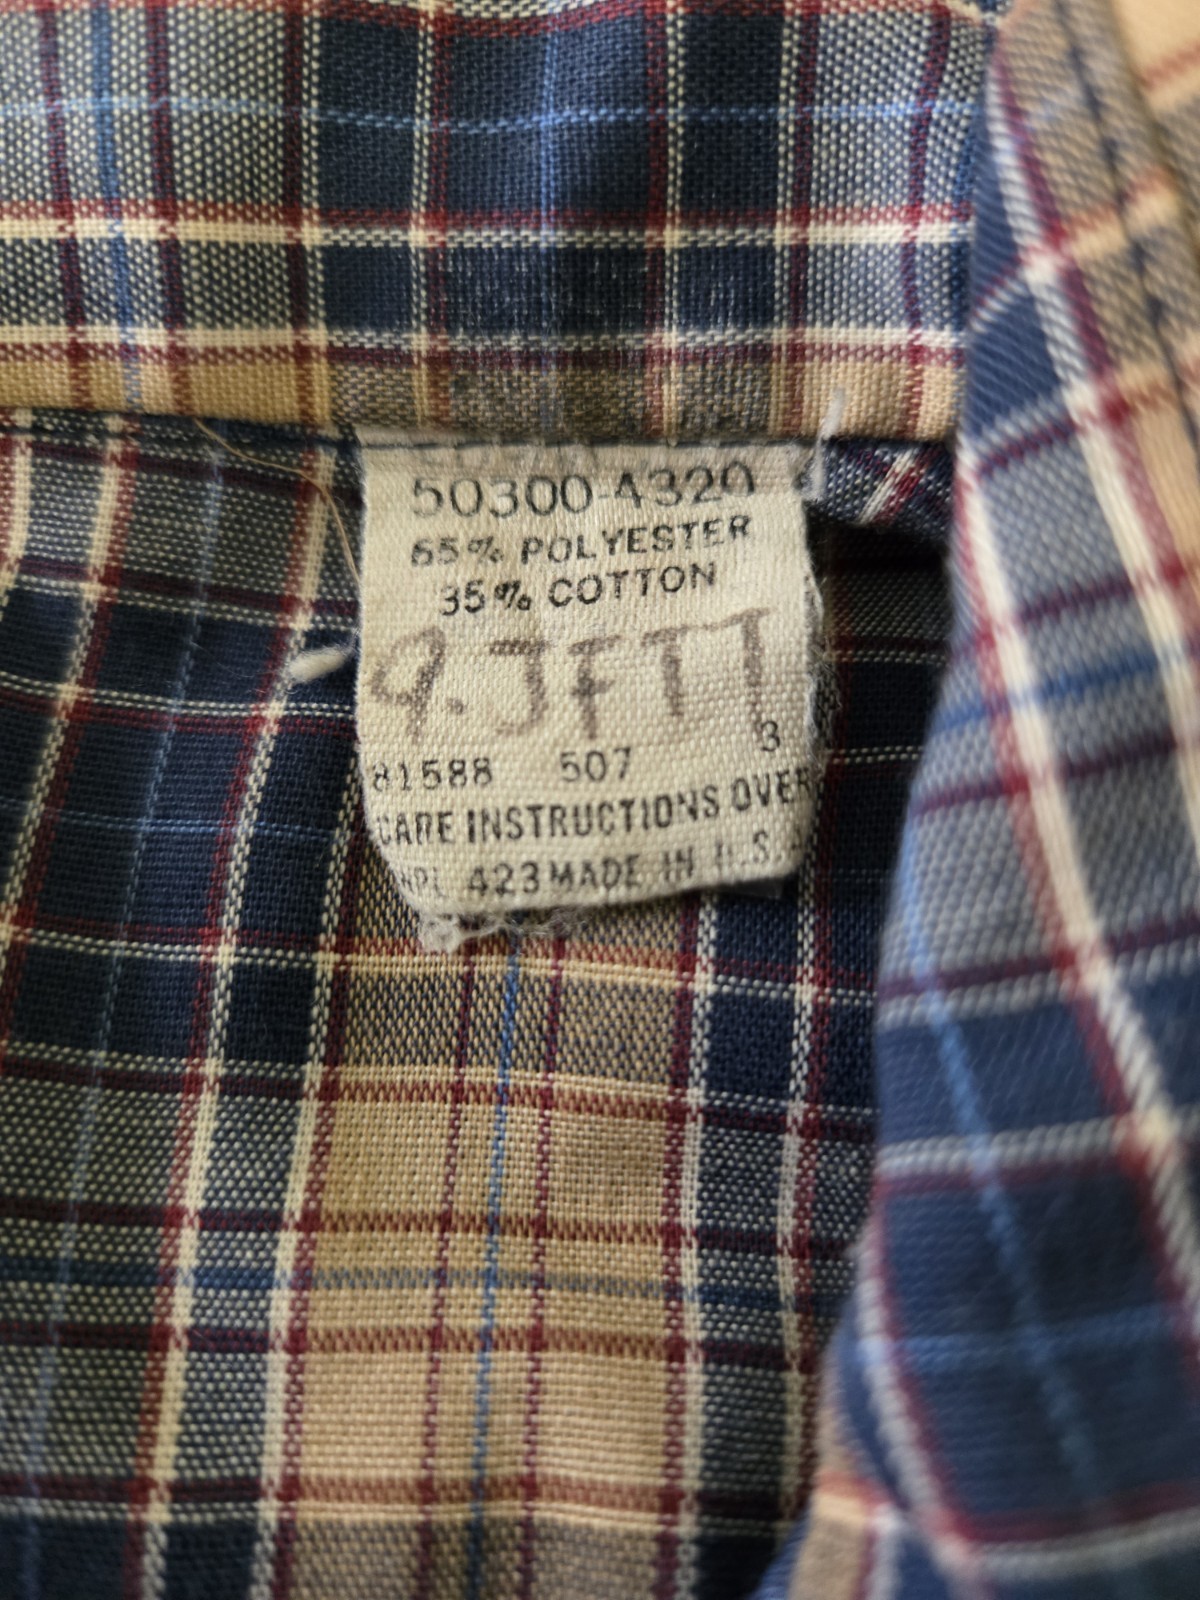 50300-4320
65% POLYESTER
35% COTTON
81588 507 3
CARE INSTRUCTIONS OVER
423 MADE IN U.S.